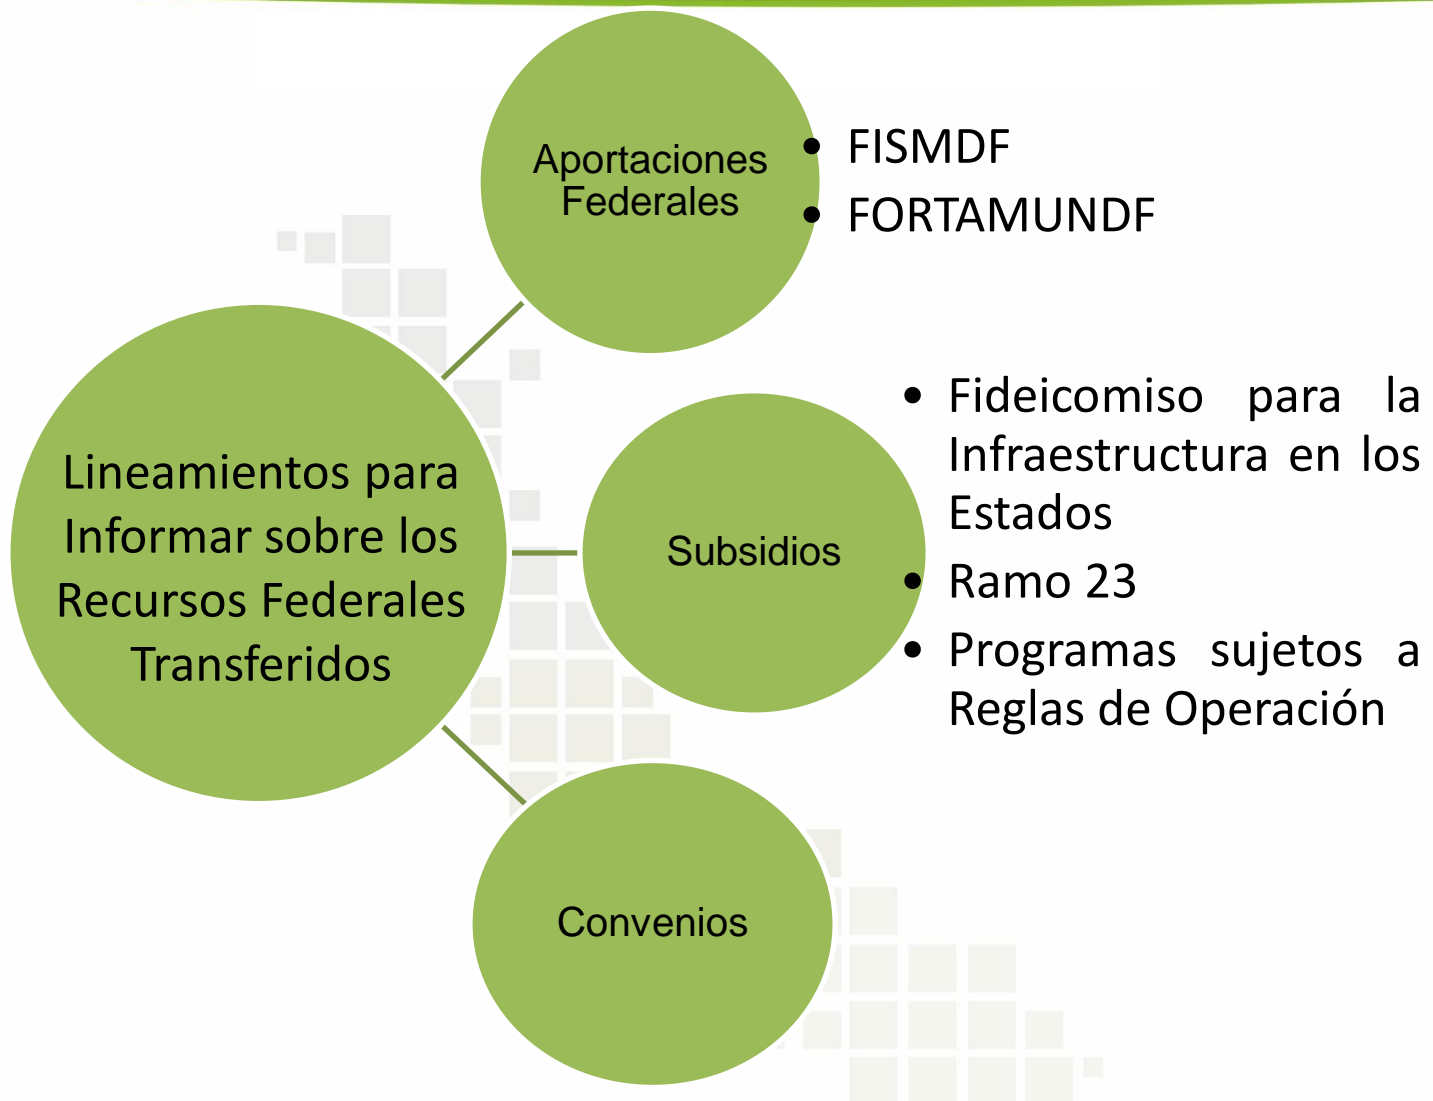 Aportaciones
Federales
• FISMDF
• FORTAMUNDF
Lineamientos para
Informar sobre los
Recursos Federales
Transferidos
Subsidios
• Fideicomiso para la
Infraestructura en los
Estados
• Ramo 23
• Programas sujetos a
Reglas de Operación
Convenios